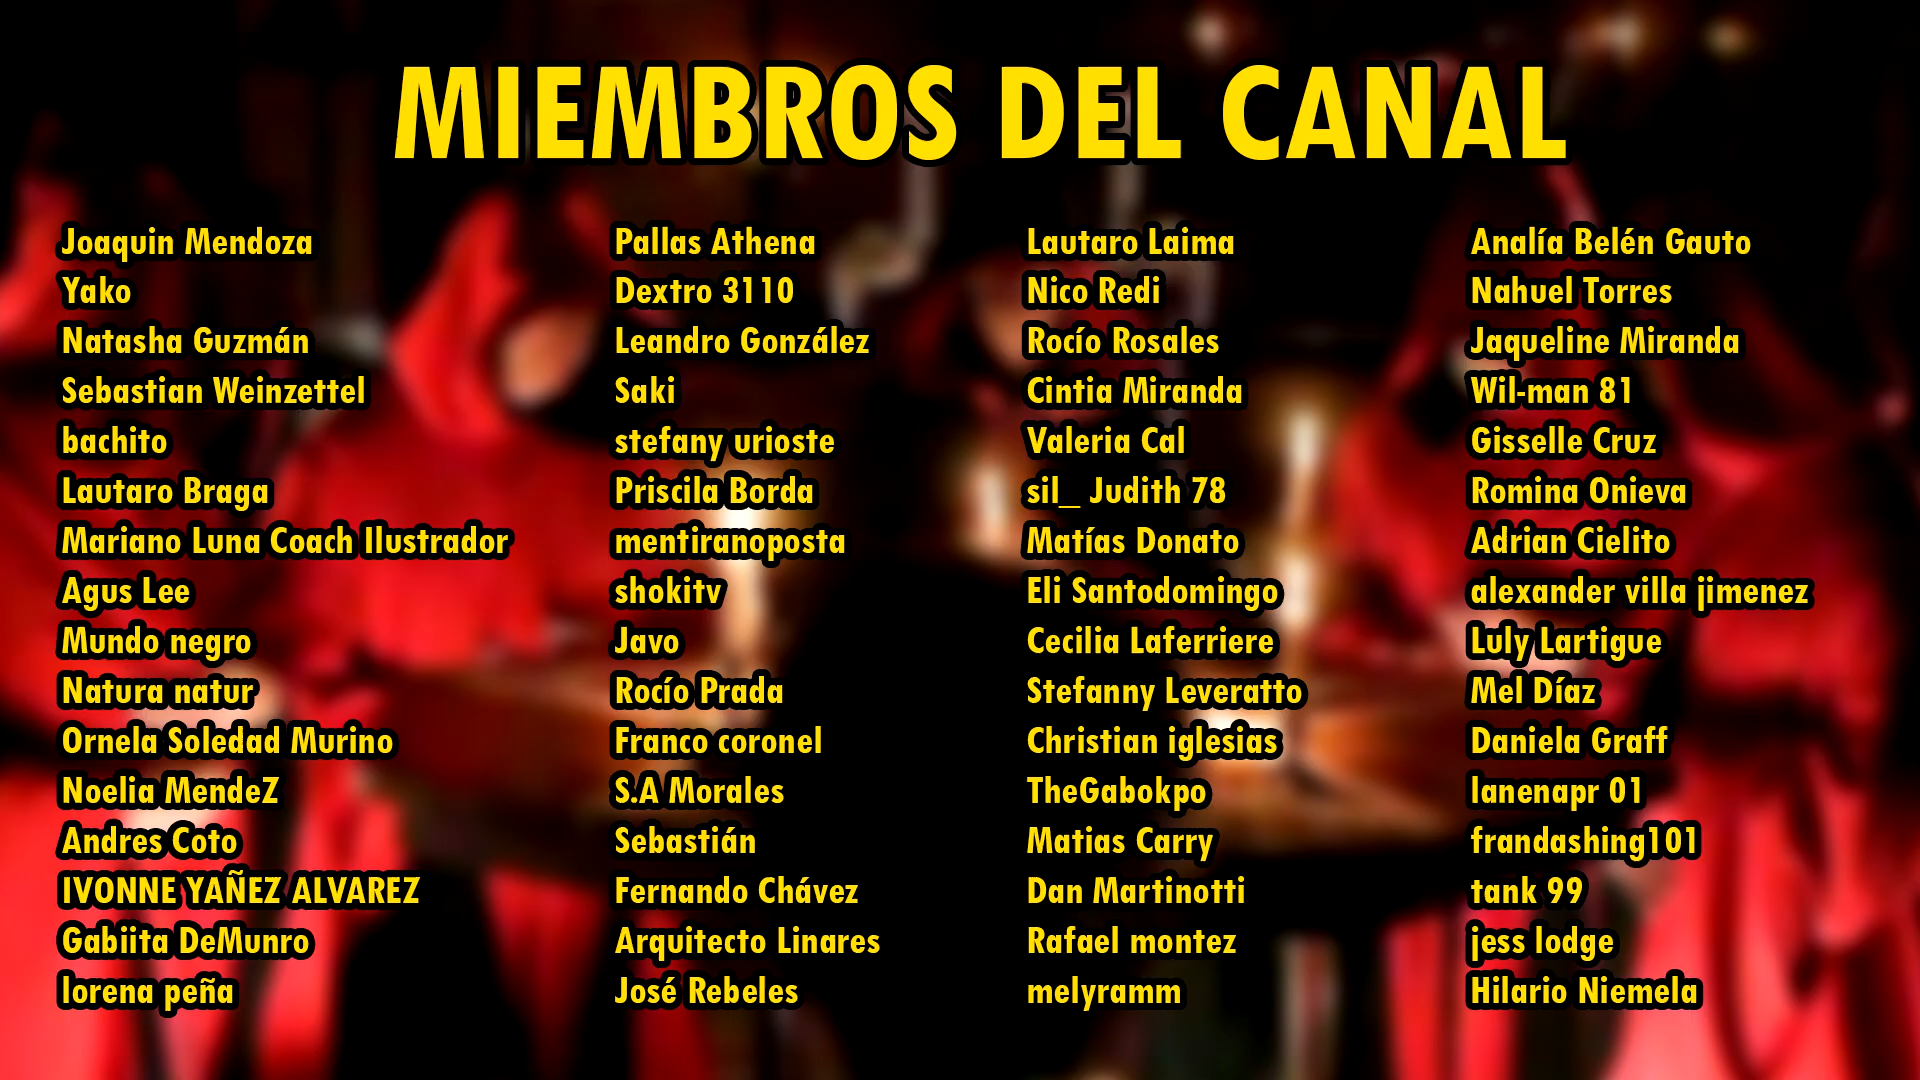 MIEMBROS DEL CANAL
Joaquin Mendoza
Yako
Natasha Guzmán
Sebastian Weinzettel
bachito
Lautaro Braga
Mariano Luna Coach Ilustrador
Agus Lee
Mundo negro
Natura natur
Ornela Soledad Murino
Noelia MendeZ
Andres Coto
IVONNE YAÑEZ ALVAREZ
Gabiita DeMunro
lorena peña
Pallas Athena
Dextro 3110
Leandro González
Saki
stefany urioste
Priscila Borda
mentiranoposta
shokitv
Javo
Rocío Prada
Franco coronel
S.A Morales
Sebastián
Fernando Chávez
Arquitecto Linares
José Rebeles
Lautaro Laima
Nico Redi
Rocío Rosales
Cintia Miranda
Valeria Cal
sil_ Judith 78
Matías Donato
Eli Santodomingo
Cecilia Laferriere
Stefanny Leveratto
Christian iglesias
TheGabokpo
Matias Carry
Dan Martinotti
Rafael montez
melyramm
Analía Belén Gauto
Nahuel Torres
Jaqueline Miranda
Wil-man 81
Gisselle Cruz
Romina Onieva
Adrian Cielito
alexander villa jimenez
Luly Lartigue
Mel Díaz
Daniela Graff
lanenapr 01
frandashing101
tank 99
jess lodge
Hilario Niemela